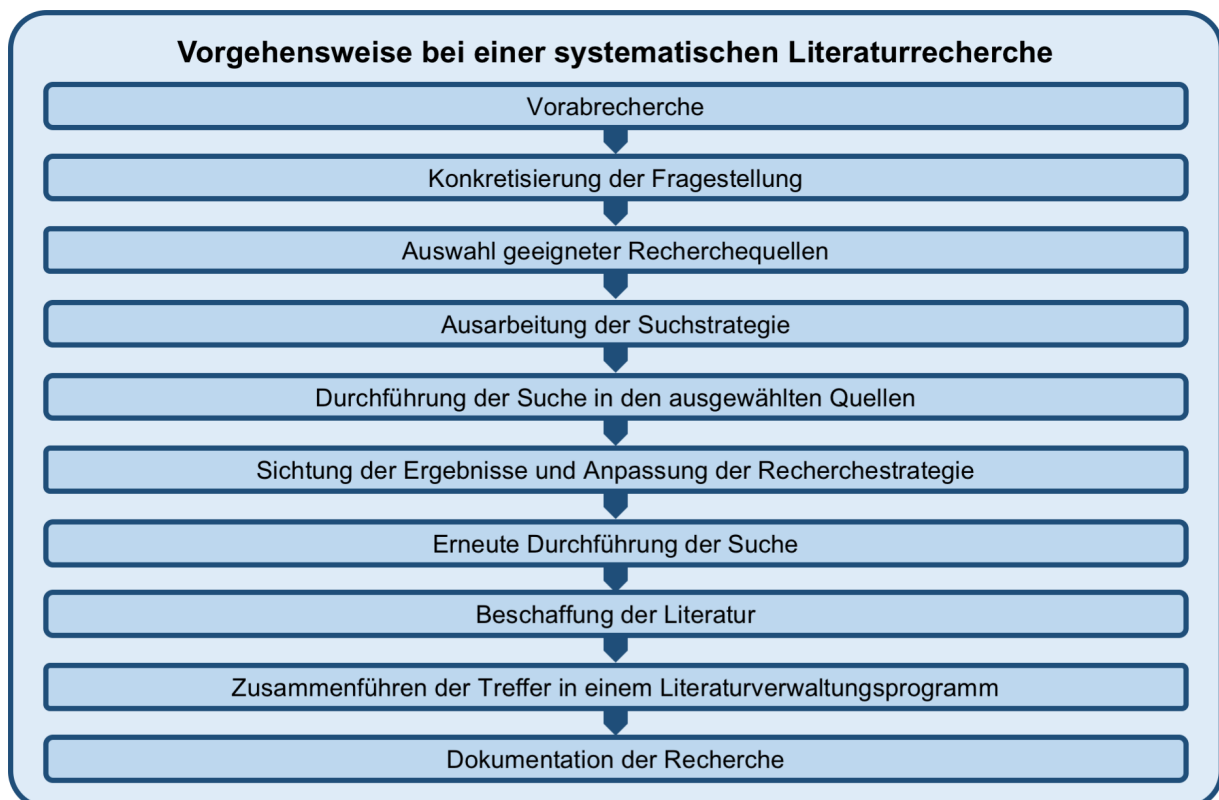 Vorgehensweise bei einer systematischen Literaturrecherche
Vorabrecherche
Konkretisierung der Fragestellung
Auswahl geeigneter Recherchequellen
Ausarbeitung der Suchstrategie
Durchführung der Suche in den ausgewählten Quellen
Sichtung der Ergebnisse und Anpassung der Recherchestrategie
Erneute Durchführung der Suche
Beschaffung der Literatur
Zusammenführen der Treffer in einem Literaturverwaltungsprogramm
Dokumentation der Recherche